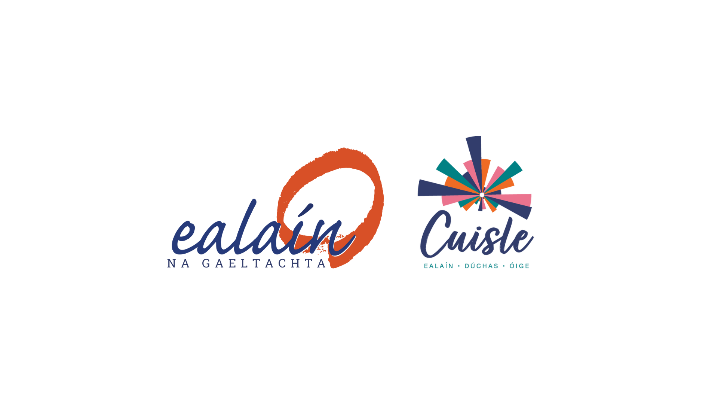 ealaín
NA GAELTACHTA
Cuisle
EALAÍN • DÚCHAS • ÓIGE